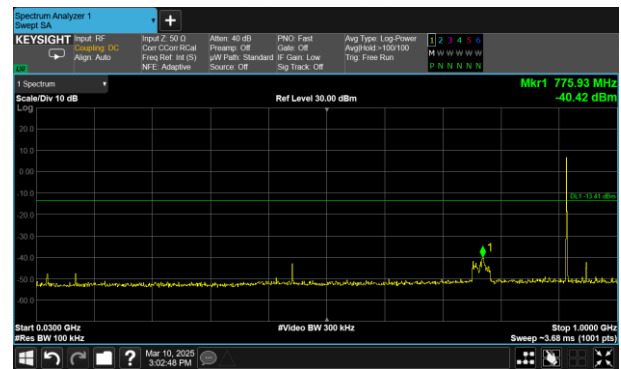 Spectrum Analyzer 1
Swept SA
+
KEYSIGHT Input: RF Input Z: 50 Ω Atten: 40 dB PNO: Fast Avg Type: Log-Power 1 2 3 4 5 6
Coupling: DC Corr CCorr RCal Preamp: Off Gate: Off Avg|Hold:>100/100 M W W W W W
Align: Auto Freq Ref: Int (S) µW Path: Standard IF Gain: Low Trig: Free Run
NFE: Adaptive Source: Off Sig Track: Off P N N N N N
1 Spectrum
Mkr1 775.93 MHz
Scale/Div 10 dB Ref Level 30.00 dBm -40.42 dBm
Log
20.0
10.0
0.00
-10.0
DL1 -13.41 dBm
-20.0
-30.0
1
-40.0
-50.0
-60.0
Start 0.0300 GHz #Video BW 300 kHz Stop 1.0000 GHz
#Res BW 100 kHz Sweep ~3.68 ms (1001 pts)
? Mar 10, 2025
3:02:48 PM